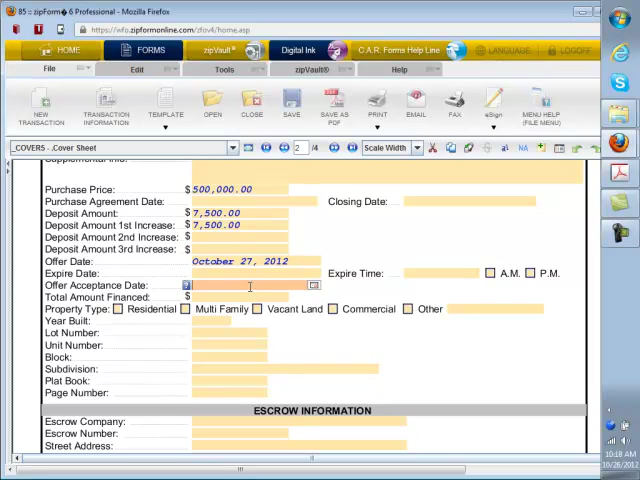 85 :: zipForm� 6 Professional - Mozilla Firefox
https://wfo.zipformonline.com/zfov4/home.asp
HOME FORMS zipVault® Digital Ink C.A.R. Forms Help Line LANGUAGE LOGOFF
File Edit Tools zipVault® Help
NEW TRANSACTION
TRANSACTION INFORMATION
TEMPLATE
OPEN
CLOSE
SAVE
SAVE AS PDF
PRINT
EMAIL
FAX
eSign
MENU HELP (FILE MENU)
_COVERS - .Cover Sheet 2 /4 Scale Width
Supplemental Info:
Purchase Price: $ 500,000.00
Purchase Agreement Date: Closing Date:
Deposit Amount: $ 7,500.00
Deposit Amount 1st Increase: $ 7,500.00
Deposit Amount 2nd Increase: $
Deposit Amount 3rd Increase: $
Offer Date: October 27, 2012
Expire Date: Expire Time: A.M. P.M.
Offer Acceptance Date:
Total Amount Financed: $
Property Type: Residential Multi Family Vacant Land Commercial Other
Year Built:
Lot Number:
Unit Number:
Block:
Subdivision:
Plat Book:
Page Number:
ESCROW INFORMATION
Escrow Company:
Escrow Number:
Street Address:
10:18 AM
10/26/2012